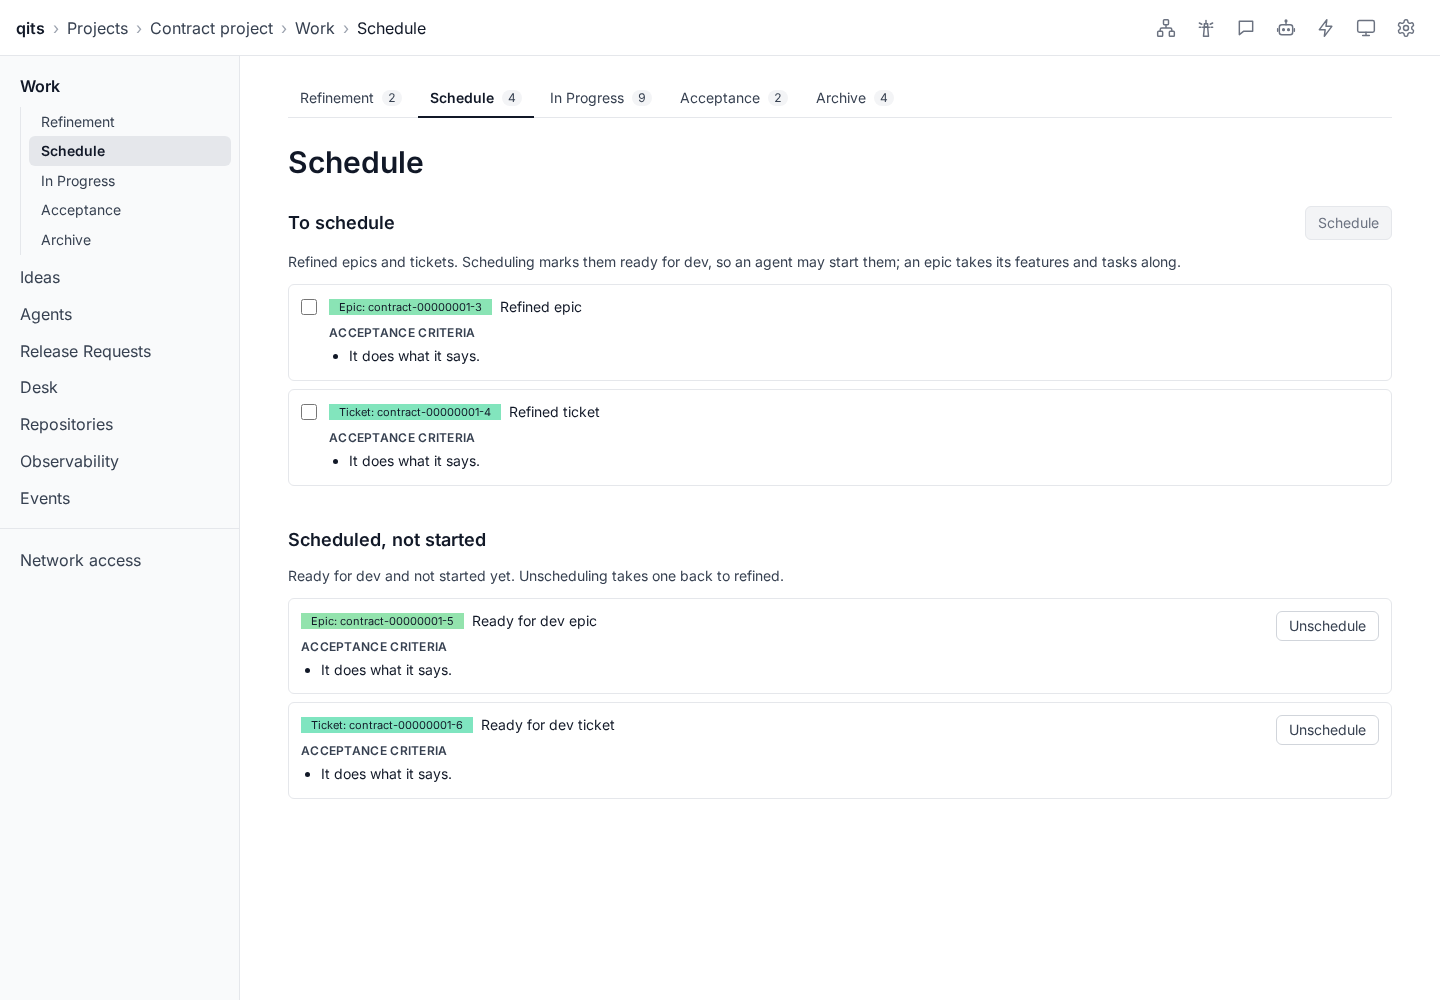 qits › Projects › Contract project › Work › Schedule
Work
Refinement
Schedule
In Progress
Acceptance
Archive
Ideas
Agents
Release Requests
Desk
Repositories
Observability
Events
Network access
Refinement 2 Schedule 4 In Progress 9 Acceptance 2 Archive 4
Schedule
To schedule
Schedule
Refined epics and tickets. Scheduling marks them ready for dev, so an agent may start them; an epic takes its features and tasks along.
Epic: contract-00000001-3 Refined epic
ACCEPTANCE CRITERIA
• It does what it says.
Ticket: contract-00000001-4 Refined ticket
ACCEPTANCE CRITERIA
• It does what it says.
Scheduled, not started
Ready for dev and not started yet. Unscheduling takes one back to refined.
Epic: contract-00000001-5 Ready for dev epic Unschedule
ACCEPTANCE CRITERIA
• It does what it says.
Ticket: contract-00000001-6 Ready for dev ticket Unschedule
ACCEPTANCE CRITERIA
• It does what it says.